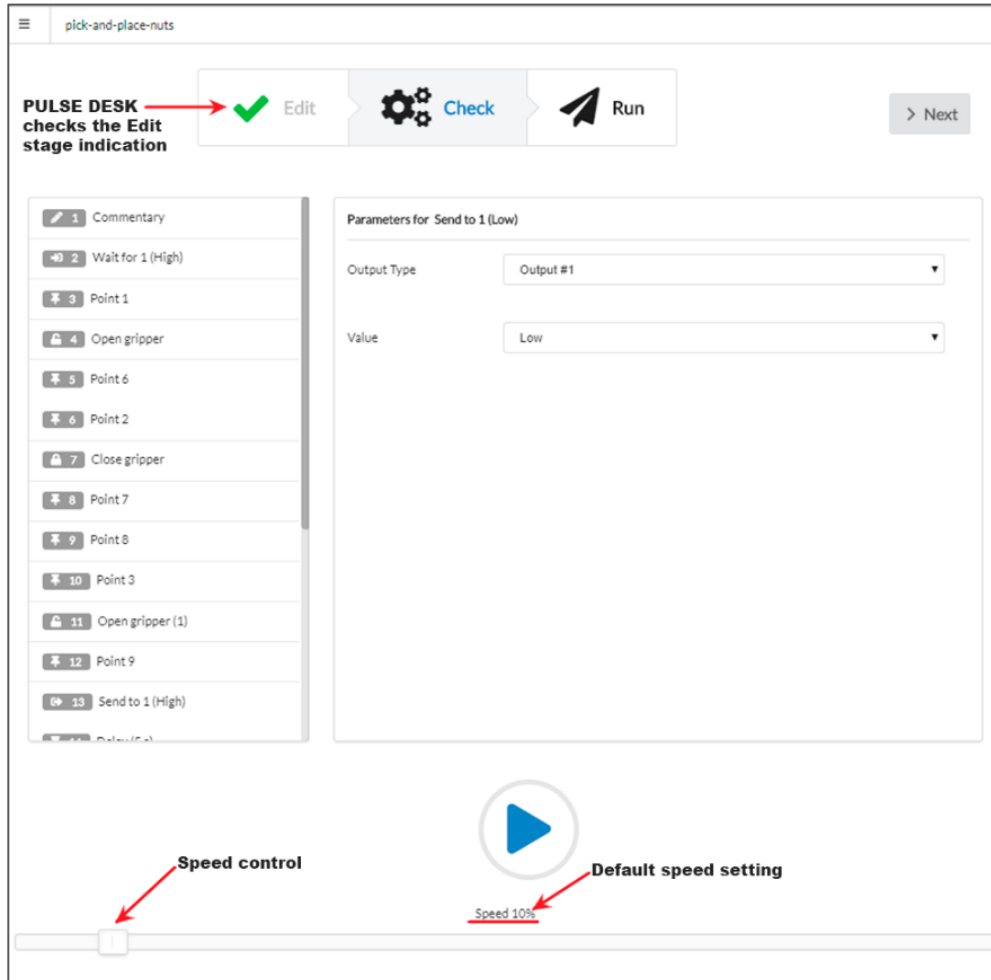 pick-and-place-nuts
PULSE DESK
checks the Edit
stage indication
Edit
Check
Run
Next
1 Commentary
2 Wait for 1 (High)
3 Point 1
4 Open gripper
5 Point 6
6 Point 2
7 Close gripper
8 Point 7
9 Point 8
10 Point 3
11 Open gripper (1)
12 Point 9
13 Send to 1 (High)
Parameters for Send to 1 (Low)
Output Type
Output #1
Value
Low
Speed control
Default speed setting
Speed 10%